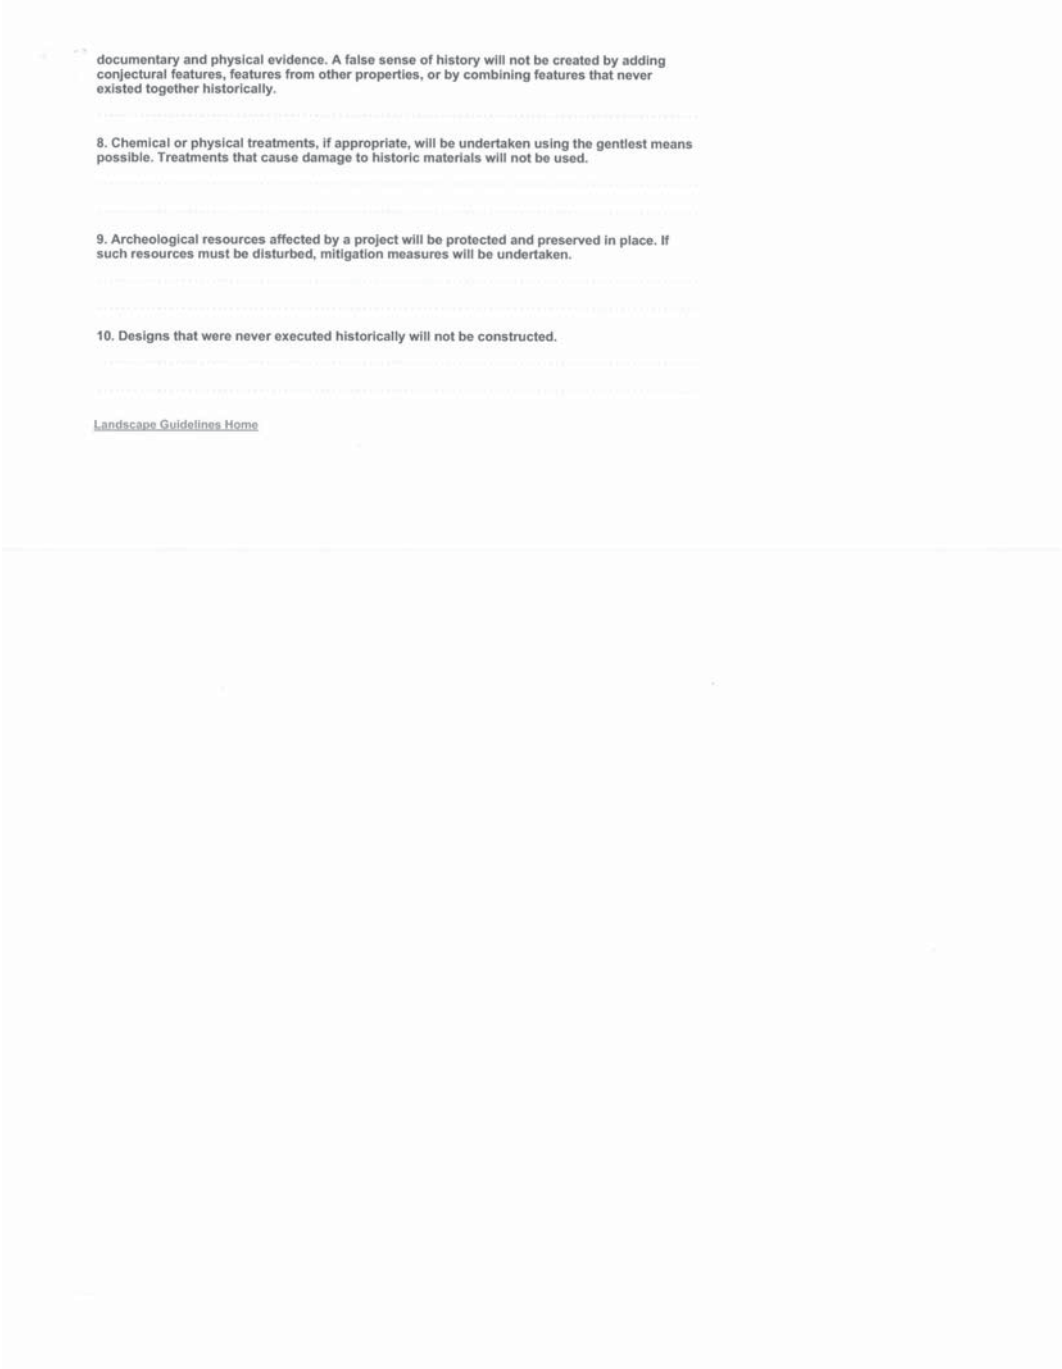 documentary and physical evidence. A false sense of history will not be created by adding
conjectural features, features from other properties, or by combining features that never
existed together historically.
8. Chemical or physical treatments, if appropriate, will be undertaken using the gentlest means
possible. Treatments that cause damage to historic materials will not be used.
9. Archeological resources affected by a project will be protected and preserved in place. If
such resources must be disturbed, mitigation measures will be undertaken.
10. Designs that were never executed historically will not be constructed.
Landscape Guidelines Home